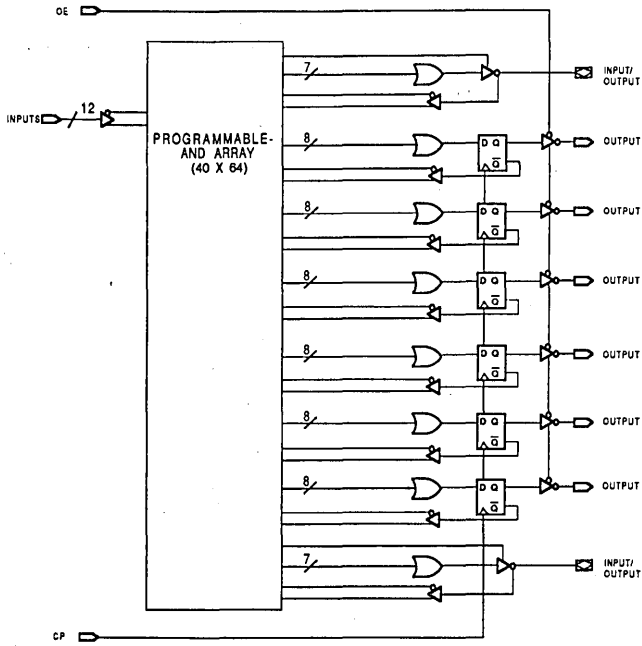 OE
7
INPUT/
OUTPUT
INPUTS
12
PROGRAMMABLE-
AND ARRAY
(40 X 64)
8
D Q
Q̅
OUTPUT
8
D Q
Q̅
OUTPUT
8
D Q
Q̅
OUTPUT
8
D Q
Q̅
OUTPUT
8
D Q
Q̅
OUTPUT
8
D Q
Q̅
OUTPUT
7
INPUT/
OUTPUT
CP